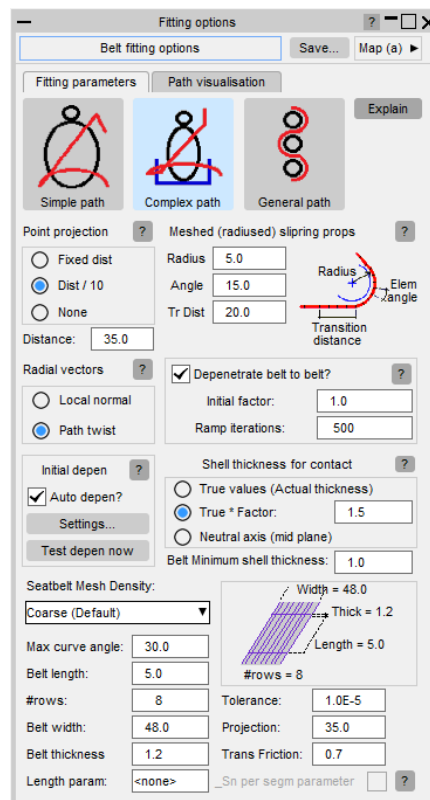 Fitting options ?
Belt fitting options Save... Map (a)
Fitting parameters Path visualisation
Explain
Simple path Complex path General path
Point projection ? Meshed (radiused) slipring props ?
Fixed dist
Dist / 10
None
Distance: 35.0
Radius 5.0
Angle 15.0
Tr Dist 20.0
Radius
Elem
angle
Transition
distance
Radial vectors ?
Local normal
Path twist
Depenetrate belt to belt? ?
Initial factor: 1.0
Ramp iterations: 500
Initial depen ?
Auto depen?
Settings...
Test depen now
Shell thickness for contact ?
True values (Actual thickness)
True * Factor: 1.5
Neutral axis (mid plane)
Belt Minimum shell thickness: 1.0
Seatbelt Mesh Density:
Coarse (Default)
Width = 48.0
Thick = 1.2
Length = 5.0
#rows = 8
Max curve angle: 30.0
Belt length: 5.0
#rows: 8
Belt width: 48.0
Belt thickness 1.2
Length param: <none>
Tolerance: 1.0E-5
Projection: 35.0
Trans Friction: 0.7
_Sn per segm parameter ?